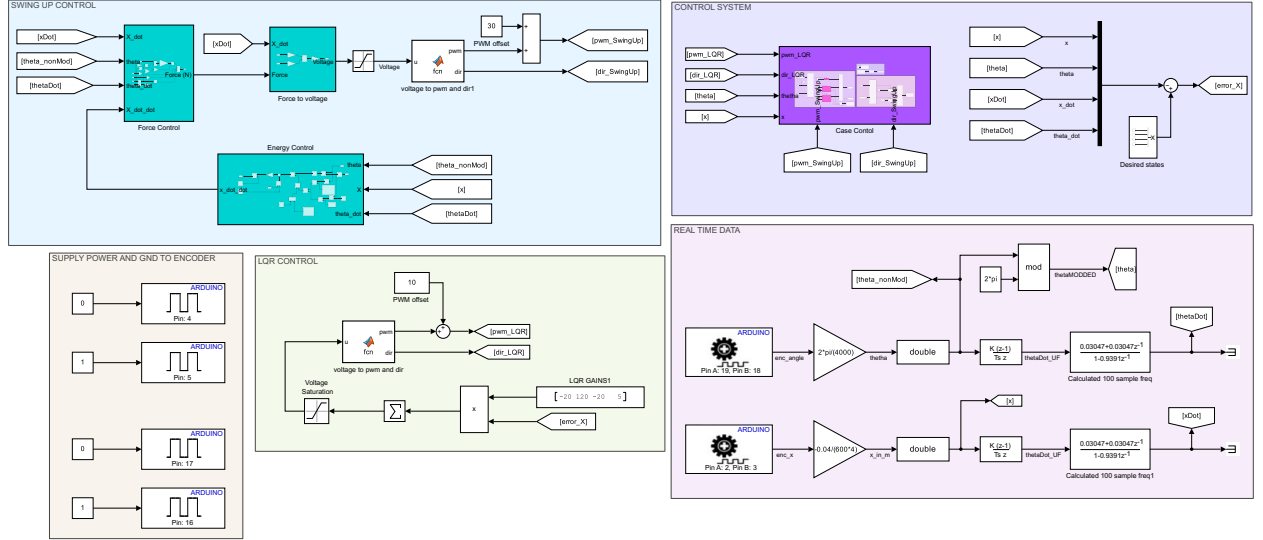 SWING UP CONTROL
[xDot]
[theta_nonMod]
[thetaDot]
X_dot
theta
theta_dot
X_dot_dot
Force (N)
Force Control
[xDot]
X_dot
Force
Voltage
Force to voltage
Voltage
u
fcn
pwm
dir
voltage to pwm and dir1
30
PWM offset
+
+
[pwm_SwingUp]
[dir_SwingUp]
Energy Control
x_dot_dot
theta
X
theta_dot
[theta_nonMod]
[x]
[thetaDot]
CONTROL SYSTEM
[pwm_LQR]
[dir_LQR]
[theta]
[x]
pwm_LQR
dir_LQR
thetha
x
pwm_SwingUp
dir_SwingUp
Case Contol
[pwm_SwingUp]
[dir_SwingUp]
[x]
[theta]
[xDot]
[thetaDot]
x
theta
x_dot
theta_dot
[error_X]
Desired states
SUPPLY POWER AND GND TO ENCODER
0
ARDUINO
Pin: 4
1
ARDUINO
Pin: 5
0
ARDUINO
Pin: 17
1
ARDUINO
Pin: 16
LQR CONTROL
10
PWM offset
u
fcn
pwm
dir
voltage to pwm and dir
[pwm_LQR]
[dir_LQR]
Voltage
Saturation
Σ
x
LQR GAINS1
[-20 120 -20 5]
[error_X]
REAL TIME DATA
[theta_nonMod]
2*pi
mod
thetaMODDED
[theta]
ARDUINO
Pin A: 19, Pin B: 18
enc_angle
2*pi/(4000)
thetha
double
K (z-1)
Ts z
thetaDot_UF
0.03047+0.03047z-1
1-0.9391z-1
Calculated 100 sample freq
[thetaDot]
ARDUINO
Pin A: 2, Pin B: 3
enc_x
-0.04/(600*4)
x_in_m
double
[x]
K (z-1)
Ts z
thetaDot_UF
0.03047+0.03047z-1
1-0.9391z-1
Calculated 100 sample freq1
[xDot]